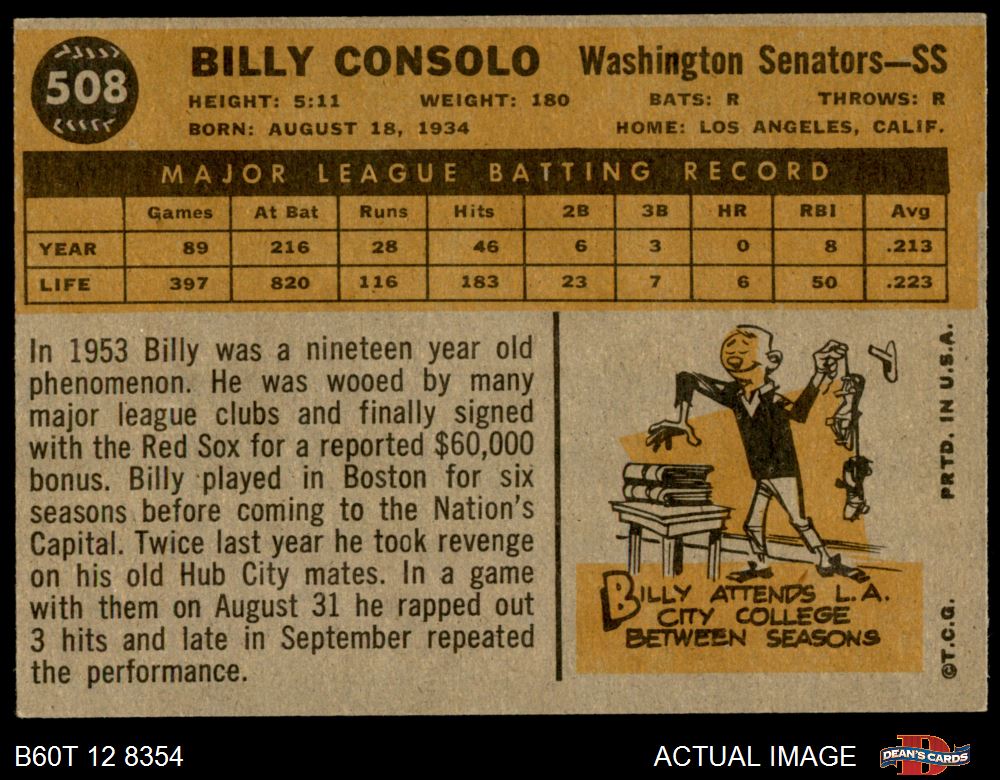 508
BILLY CONSOLO Washington Senators—SS
HEIGHT: 5:11 WEIGHT: 180 BATS: R THROWS: R
BORN: AUGUST 18, 1934 HOME: LOS ANGELES, CALIF.
MAJOR LEAGUE BATTING RECORD
Games At Bat Runs Hits 2B 3B HR RBI Avg
YEAR 89 216 28 46 6 3 0 8 .213
LIFE 397 820 116 183 23 7 6 50 .223
In 1953 Billy was a nineteen year old
phenomenon. He was wooed by many
major league clubs and finally signed
with the Red Sox for a reported $60,000
bonus. Billy played in Boston for six
seasons before coming to the Nation's
Capital. Twice last year he took revenge
on his old Hub City mates. In a game
with them on August 31 he rapped out
3 hits and late in September repeated
the performance.
BILLY ATTENDS L.A.
CITY COLLEGE
BETWEEN SEASONS
©T.C.G. PRTD. IN U.S.A.
B60T 12 8354 ACTUAL IMAGE DEAN'S CARDS